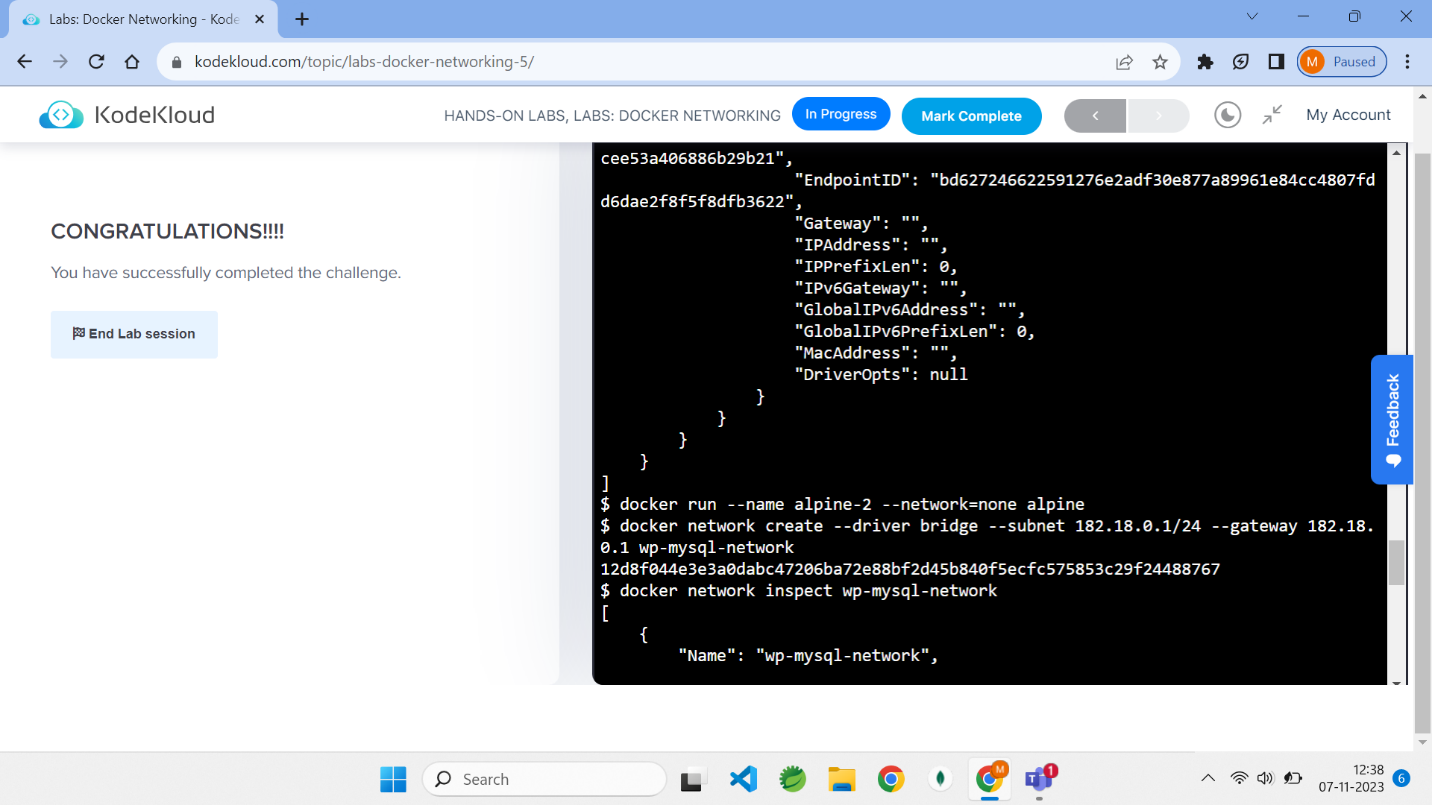 Labs: Docker Networking - Kode
kodekloud.com/topic/labs-docker-networking-5/
M Paused
KodeKloud
HANDS-ON LABS, LABS: DOCKER NETWORKING
In Progress
Mark Complete
My Account
CONGRATULATIONS!!!!
You have successfully completed the challenge.
End Lab session
cee53a406886b29b21",
"EndpointID": "bd627246622591276e2adf30e877a89961e84cc4807fd
d6dae2f8f5f8dfb3622",
"Gateway": "",
"IPAddress": "",
"IPPrefixLen": 0,
"IPv6Gateway": "",
"GlobalIPv6Address": "",
"GlobalIPv6PrefixLen": 0,
"MacAddress": "",
"DriverOpts": null
}
}
}
}
]
$ docker run --name alpine-2 --network=none alpine
$ docker network create --driver bridge --subnet 182.18.0.1/24 --gateway 182.18.
0.1 wp-mysql-network
12d8f044e3e3a0dabc47206ba72e88bf2d45b840f5ecfc575853c29f24488767
$ docker network inspect wp-mysql-network
[
{
"Name": "wp-mysql-network",
Feedback
Search
M
T
1
12:38
07-11-2023
6